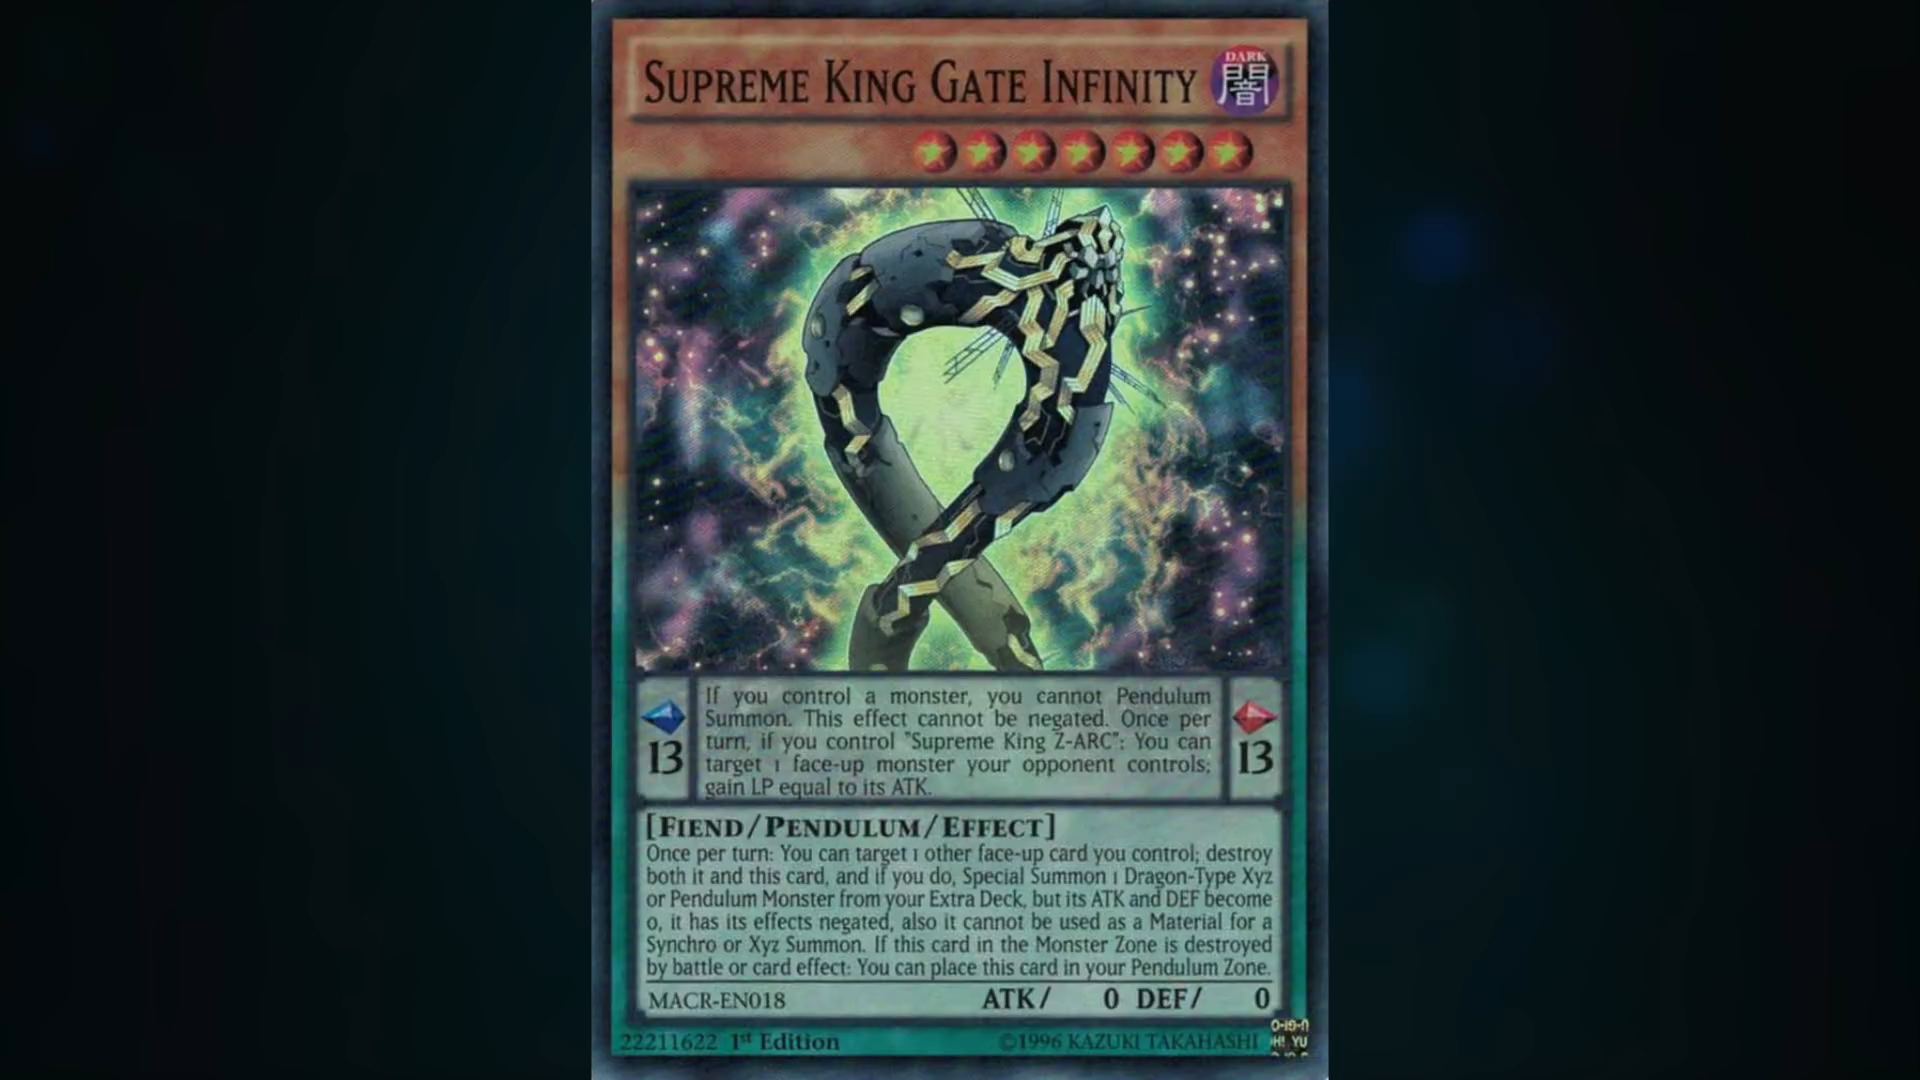 SUPREME KING GATE INFINITY
DARK
闇
If you control a monster, you cannot Pendulum
Summon. This effect cannot be negated. Once per
turn, if you control "Supreme King Z-ARC": You can
target 1 face-up monster your opponent controls;
gain LP equal to its ATK.
13
13
[FIEND/PENDULUM/EFFECT]
Once per turn: You can target 1 other face-up card you control; destroy
both it and this card, and if you do, Special Summon 1 Dragon-Type Xyz
or Pendulum Monster from your Extra Deck, but its ATK and DEF become
0, it has its effects negated, also it cannot be used as a Material for a
Synchro or Xyz Summon. If this card in the Monster Zone is destroyed
by battle or card effect: You can place this card in your Pendulum Zone.
MACR-EN018 ATK/ 0 DEF/ 0
22211622 1st Edition ©1996 KAZUKI TAKAHASHI